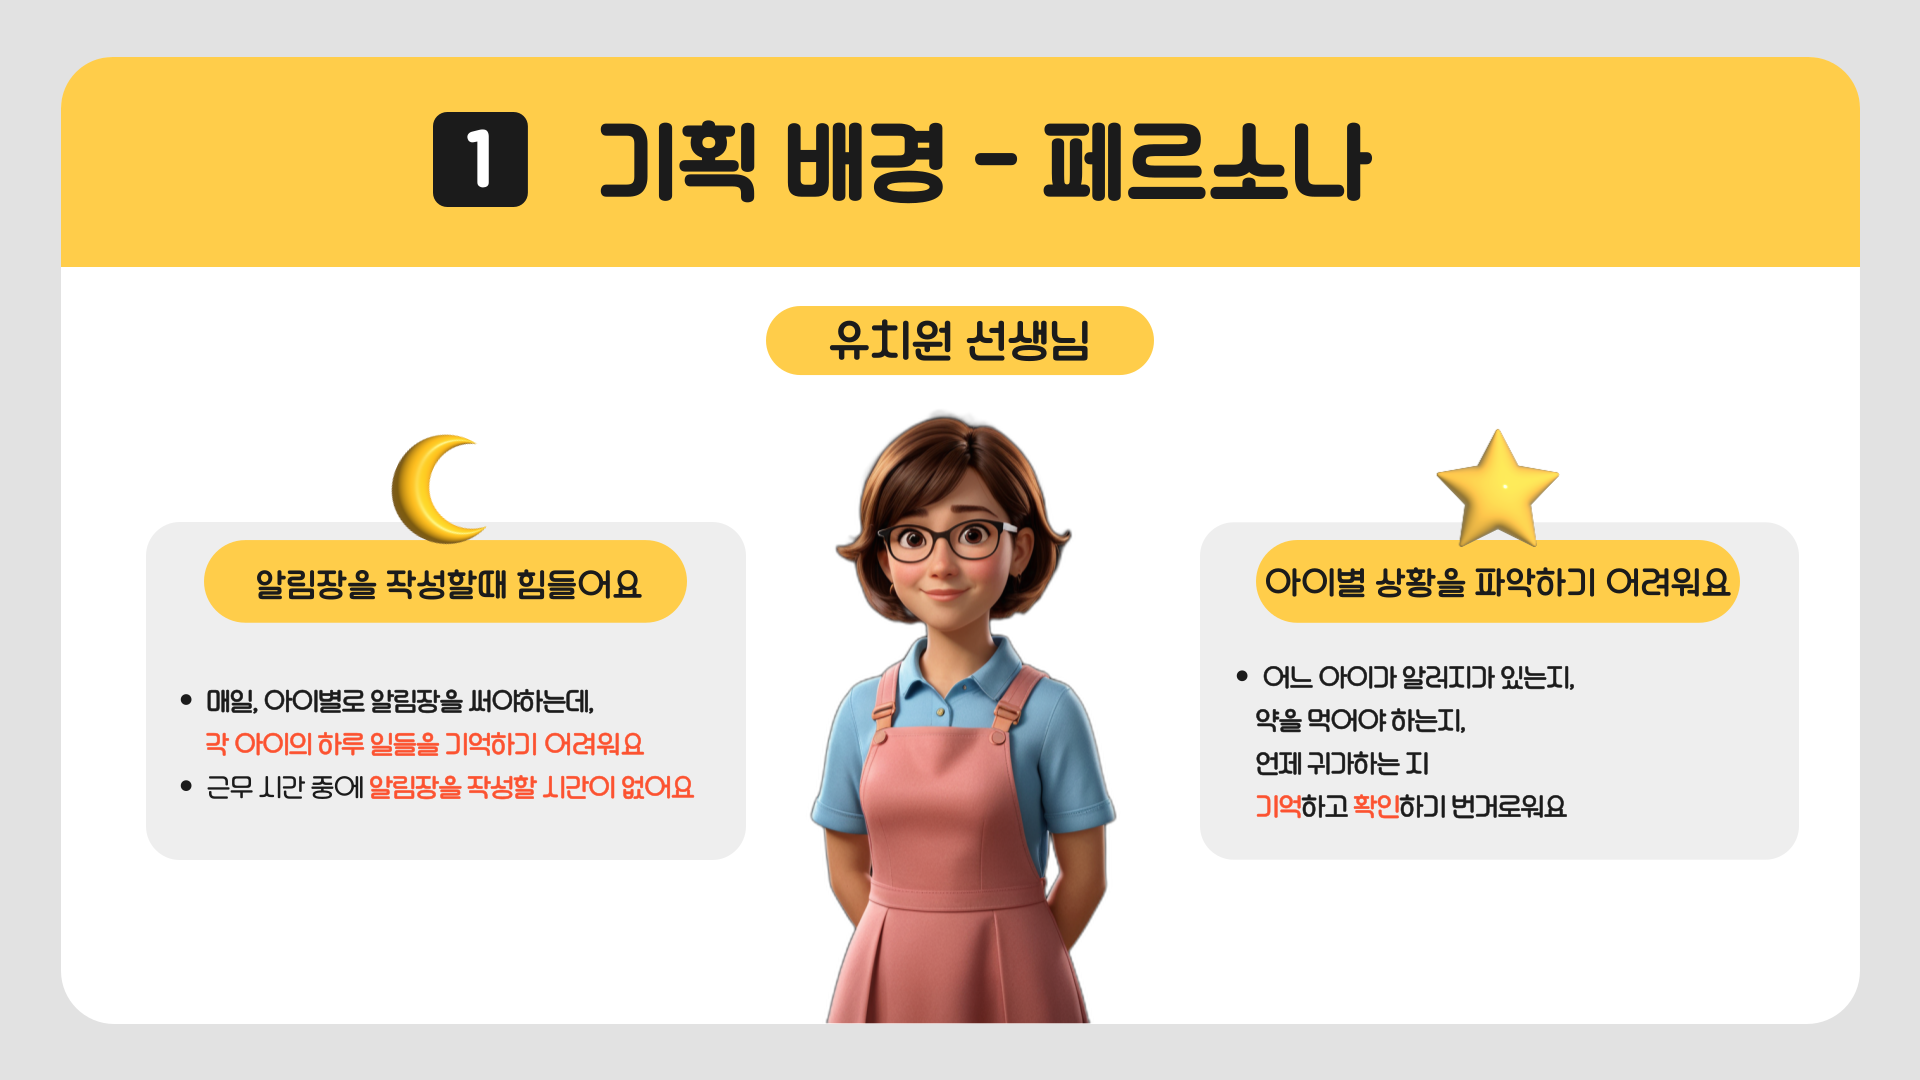 1 기획 배경 - 페르소나
유치원 선생님
알림장을 작성할때 힘들어요
• 매일, 아이별로 알림장을 써야하는데,
각 아이의 하루 일들을 기억하기 어려워요
• 근무 시간 중에 알림장을 작성할 시간이 없어요
아이별 상황을 파악하기 어려워요
• 어느 아이가 알러지가 있는지,
약을 먹어야 하는지,
언제 귀가하는 지
기억하고 확인하기 번거로워요